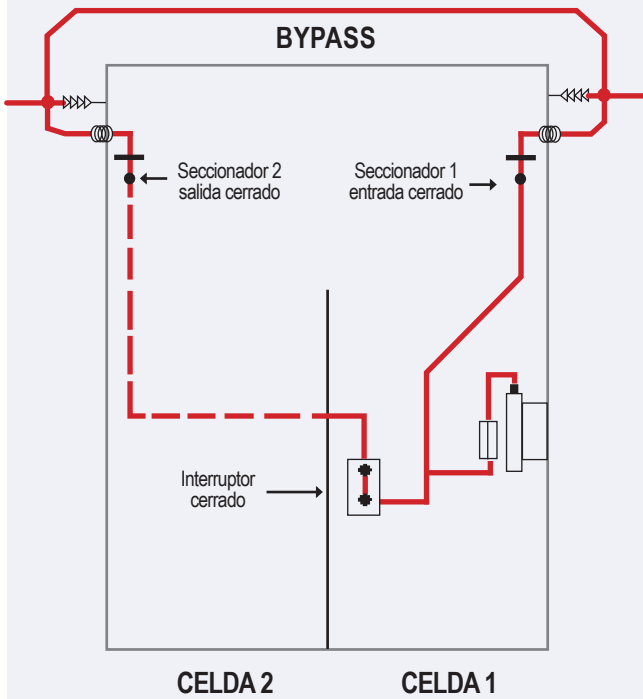 BYPASS
Seccionador 2
salida cerrado
Seccionador 1
entrada cerrado
Interruptor
cerrado
CELDA 2
CELDA 1